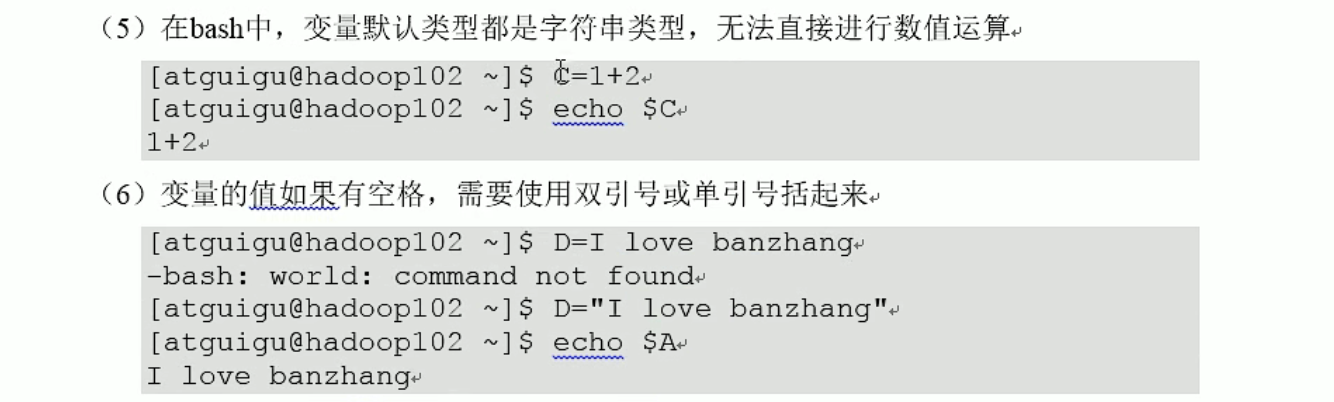 （5）在bash中，变量默认类型都是字符串类型，无法直接进行数值运算
[atguigu@hadoop102 ~]$ C=1+2
[atguigu@hadoop102 ~]$ echo $C
1+2
（6）变量的值如果有空格，需要使用双引号或单引号括起来
[atguigu@hadoop102 ~]$ D=I love banzhang
-bash: world: command not found
[atguigu@hadoop102 ~]$ D="I love banzhang"
[atguigu@hadoop102 ~]$ echo $A
I love banzhang